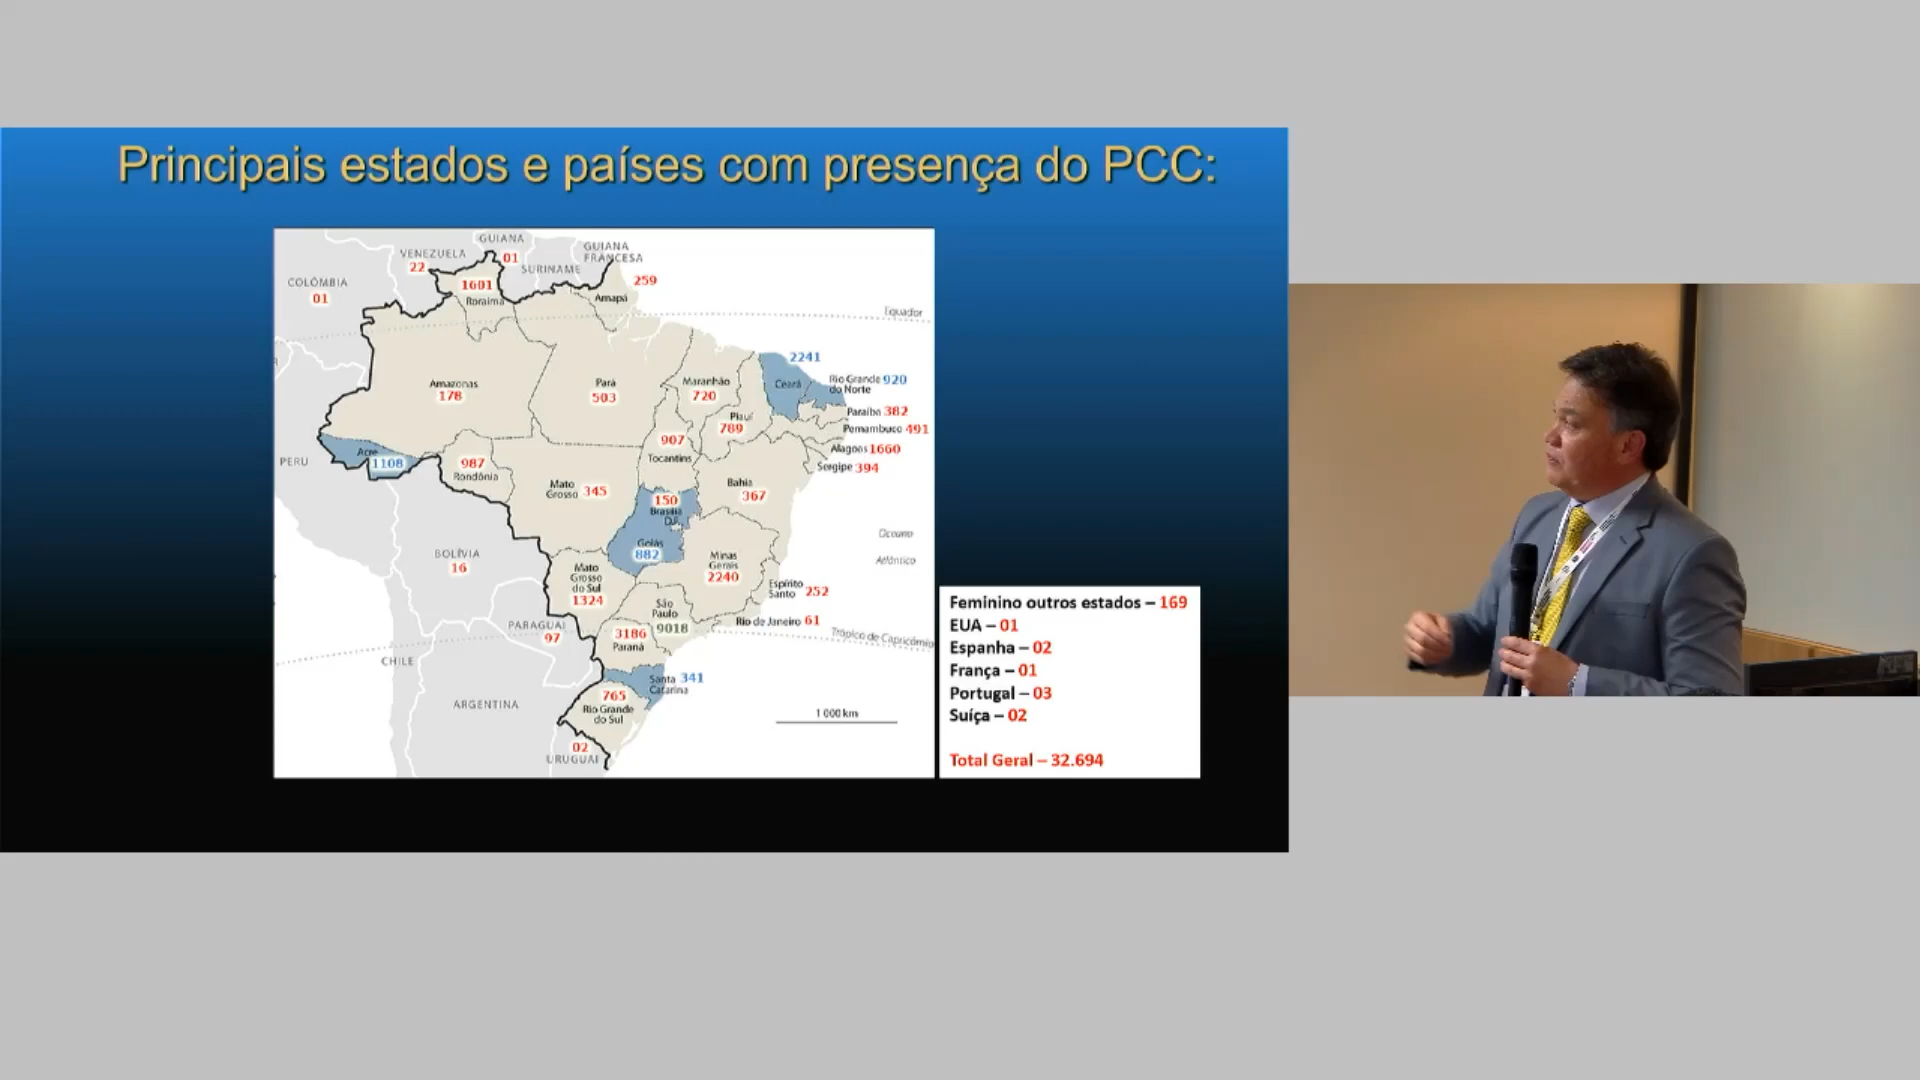 Principais estados e países com presença do PCC:
GUIANA
01
VENEZUELA
22
GUIANA
FRANCESA
SURINAME
COLÔMBIA
01
1601
Roraima
259
Amapá
Equador
Amazonas
178
Pará
503
Maranhão
720
2241
Ceará
Rio Grande
do Norte 920
Piauí
789
Paraíba 382
Pernambuco 491
Alagoas 1660
Sergipe 394
PERU
Acre
1108
987
Rondônia
907
Tocantins
Mato
Grosso 345
Bahia
367
150
Brasília
D.F.
Goiás
882
Oceano
Atlântico
BOLÍVIA
16
Mato
Grosso
do Sul
1324
Minas
Gerais
2240
Espírito
Santo 252
São
Paulo
9018
Rio de Janeiro 61
Trópico de Capricórnio
PARAGUAI
97
3186
Paraná
CHILE
Santa
Catarina 341
ARGENTINA
765
Rio Grande
do Sul
1 000 km
02
URUGUAI
Feminino outros estados – 169
EUA – 01
Espanha – 02
França – 01
Portugal – 03
Suíça – 02
Total Geral – 32.694